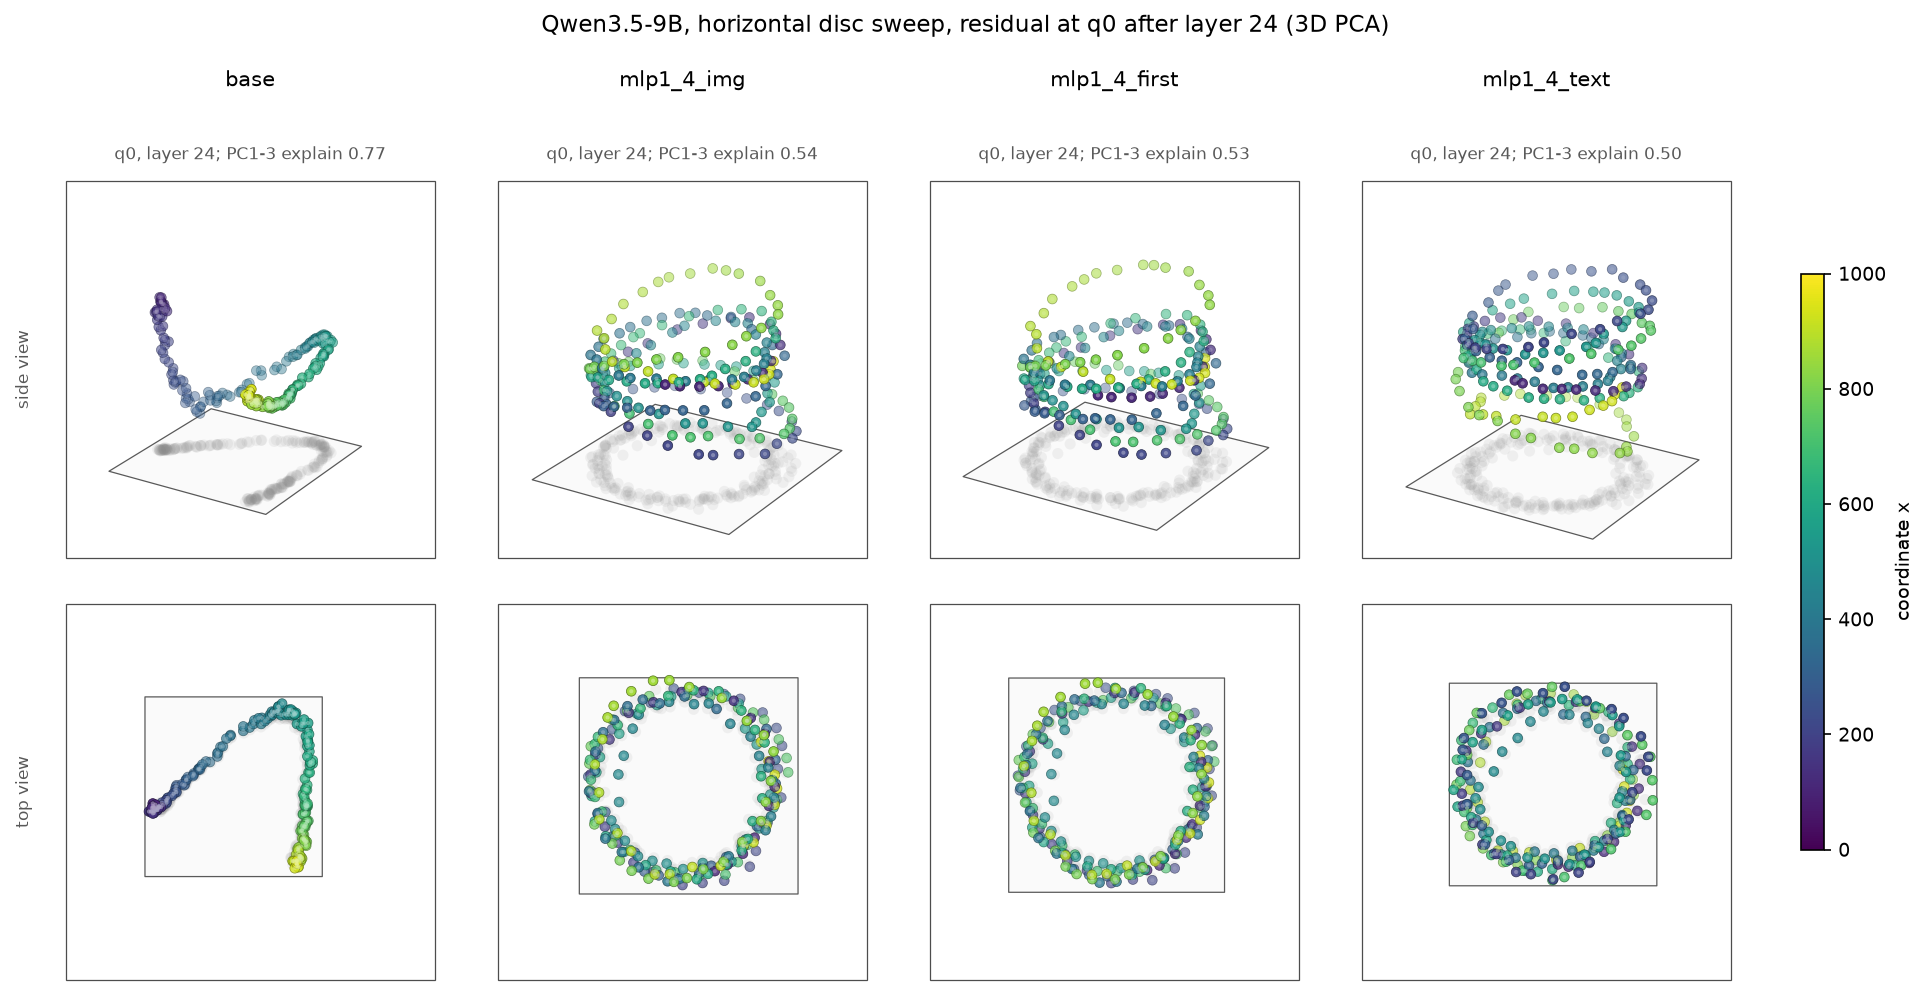 Qwen3.5-9B, horizontal disc sweep, residual at q0 after layer 24 (3D PCA)
base
mlp1_4_img
mlp1_4_first
mlp1_4_text
q0, layer 24; PC1-3 explain 0.77
q0, layer 24; PC1-3 explain 0.54
q0, layer 24; PC1-3 explain 0.53
q0, layer 24; PC1-3 explain 0.50
side view
top view
1000
800
600
400
200
0
coordinate x